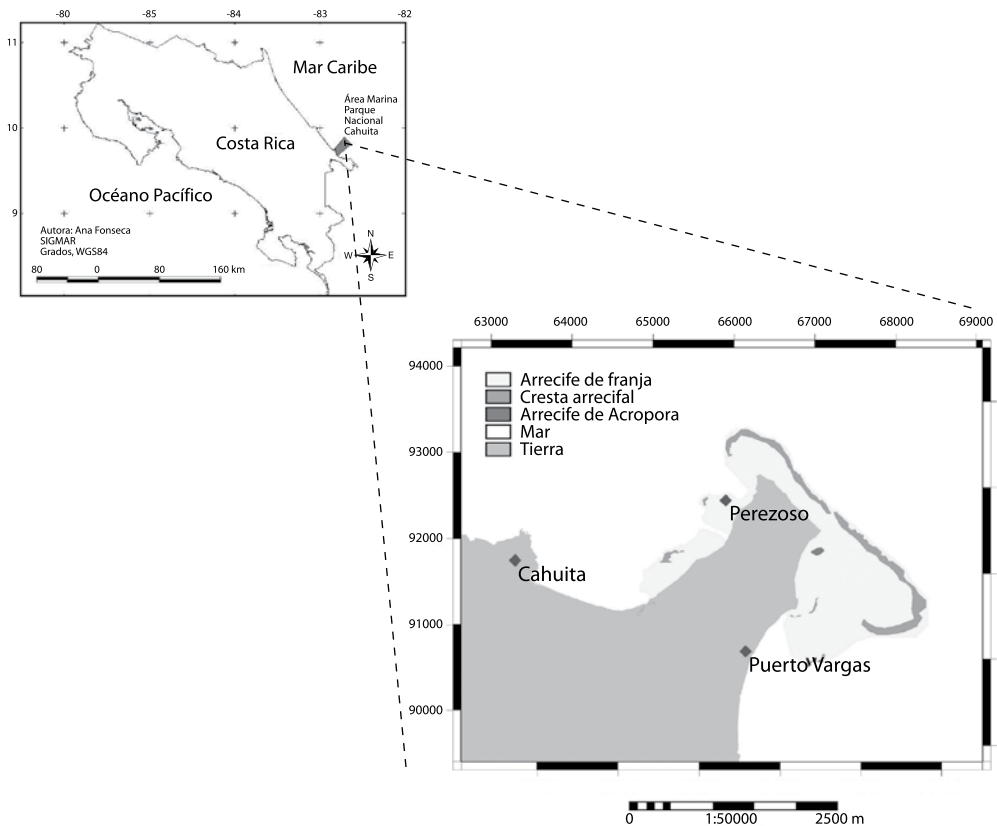 -80 -85 -84 -83 -82
11
10
9
Mar Caribe
Área Marina
Parque
Nacional
Cahuita
Costa Rica
Océano Pacífico
Autora: Ana Fonseca
SIGMAR
Grados, WGS84
80 0 80 160 km
N
W E
S
63000 64000 65000 66000 67000 68000 69000
94000
93000
92000
91000
90000
Arrecife de franja
Cresta arrecifal
Arrecife de Acropora
Mar
Tierra
Perezoso
Cahuita
Puerto Vargas
0 1:50000 2500 m